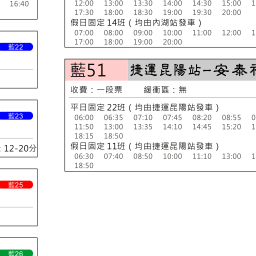 16:40
12:00 13:00 13:30 14:00 14:30 15:00 15
17:30 18:00 18:30 19:00 19:30 20:00
假日固定14班 ( 均由內湖站發車 )
07:00 08:00 09:00 10:00 11:00 12:00
17:00 18:00 19:00 20:00
藍22
藍51 捷運昆陽站－安泰
收費：一段票 緩衝區：無
平日固定 22班 ( 均由捷運昆陽站發車 )
06:00 06:35 07:10 07:45 08:20 08:55
11:50 13:00 13:35 14:10 14:45 15:20
18:15 18:50
假日固定 11班 ( 均由捷運昆陽站發車 )
06:30 07:40 08:50 10:00 11:10 13:00
18:50
藍23
: 12-20分
藍25
藍26